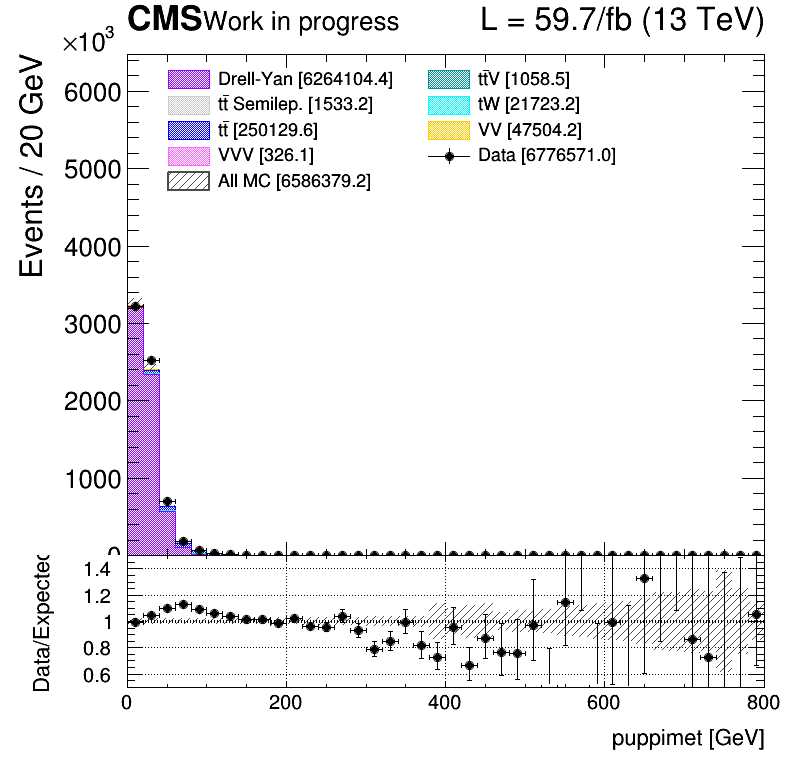 CMS Work in progress L = 59.7/fb (13 TeV)
×10³
Events / 20 GeV
6000
5000
4000
3000
2000
1000
0
Drell-Yan [6264104.4]
tt̄ Semilep. [1533.2]
tt̄ [250129.6]
VVV [326.1]
All MC [6586379.2]
tt̄V [1058.5]
tW [21723.2]
VV [47504.2]
Data [6776571.0]
Data/Expected
1.4
1.2
1
0.8
0.6
0 200 400 600 800
puppimet [GeV]